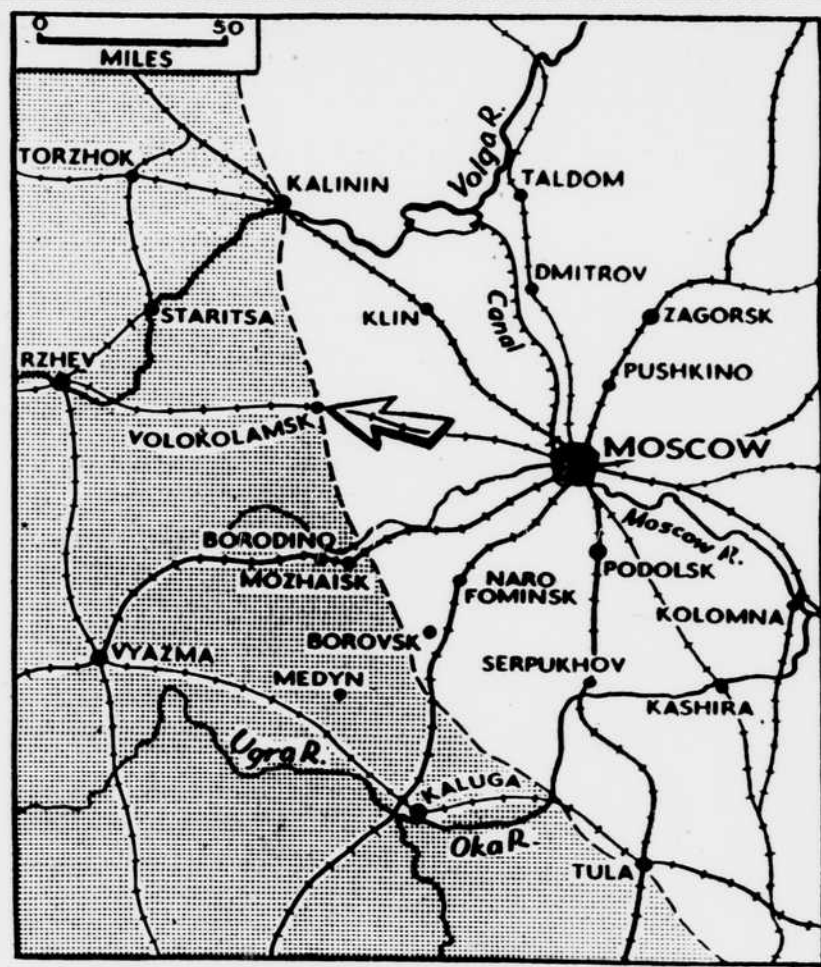 0 50
MILES
TORZHOK
KALININ
Volga R.
TALDOM
STARITSA
KLIN
Canal
DMITROV
ZAGORSK
RZHEV
PUSHKINO
VOLOKOLAMSK
MOSCOW
BORODINO
MOZHAISK
Moscow R.
NARO
FOMINSK
PODOLSK
KOLOMNA
VYAZMA
BOROVSK
MEDYN
SERPUKHOV
KASHIRA
Ugra R.
KALUGA
Oka R.
TULA